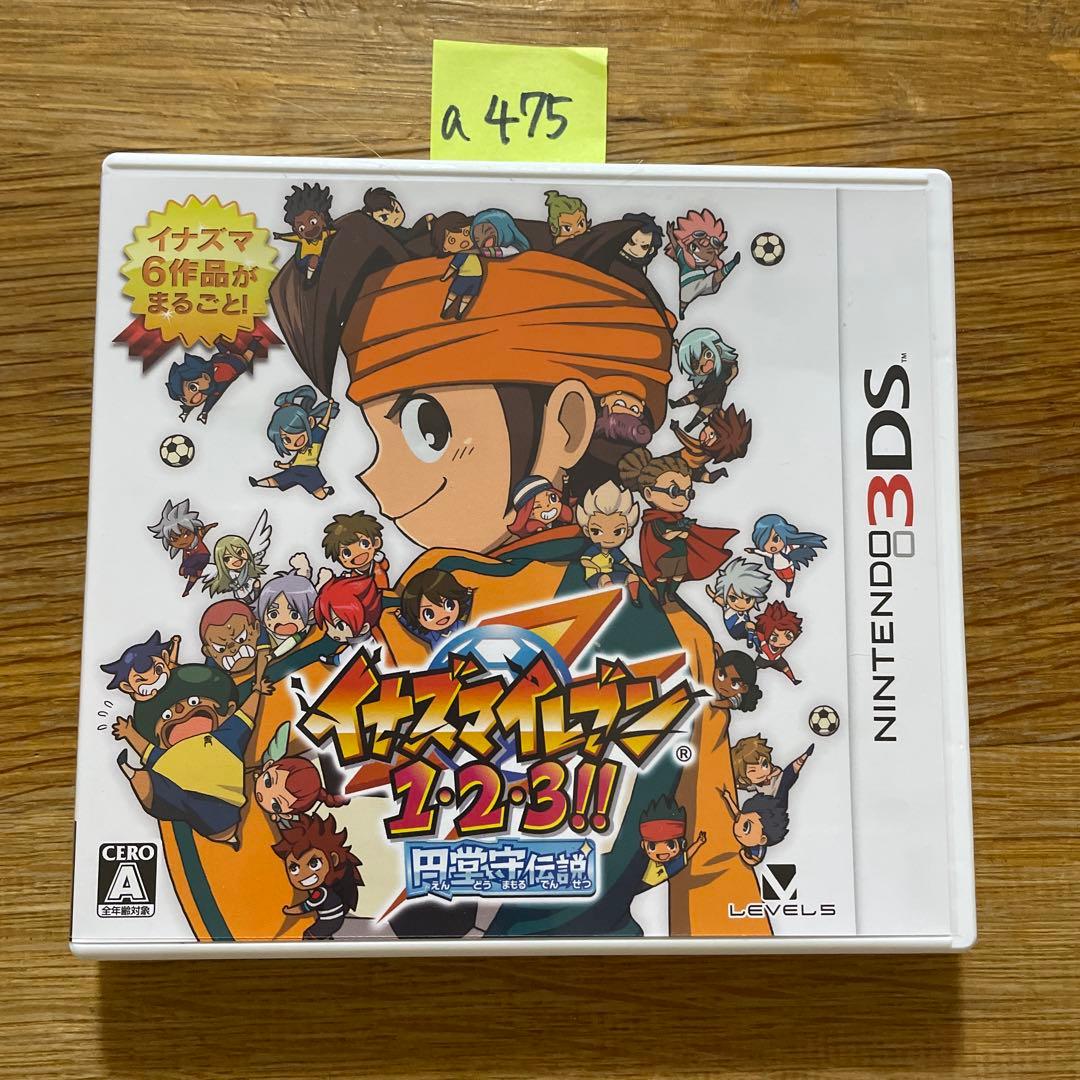 a 475
イナズマ
6作品が
まるごと!
NINTENDO 3DS™
イナズマイレブン®
1・2・3!!
円堂守伝説
えん どう まもる でん せつ
CERO
A
全年齢対象
LEVEL5